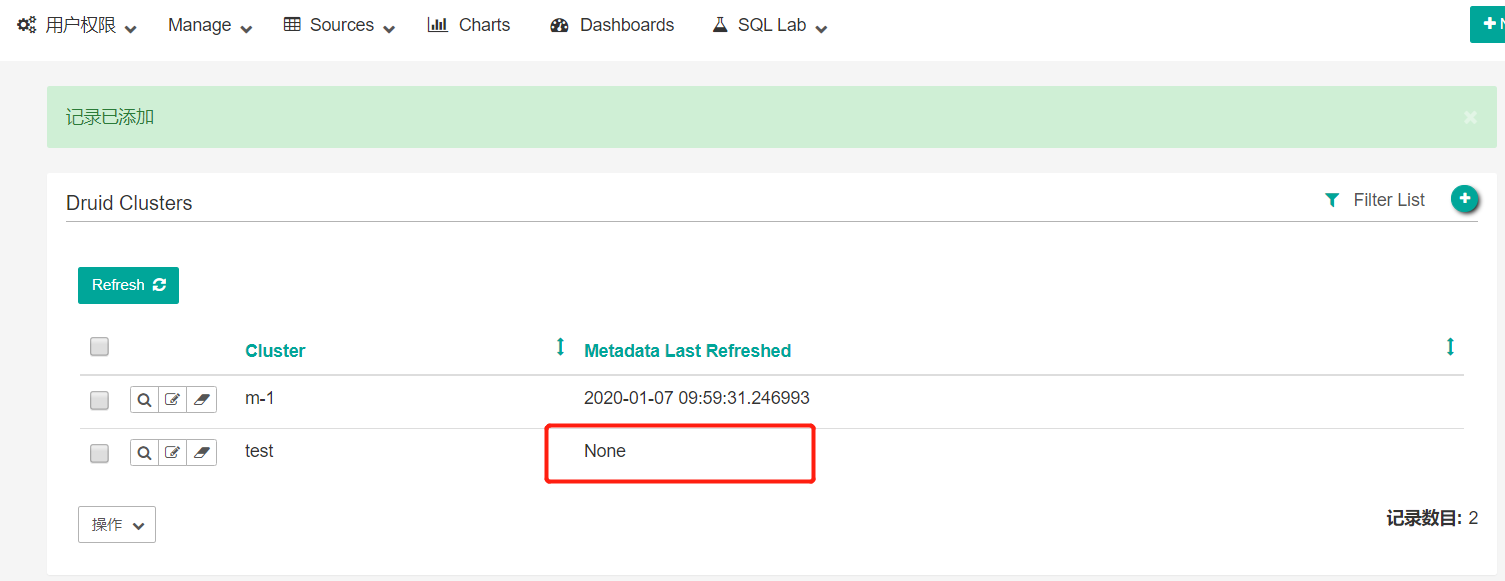 用户权限 Manage Sources Charts Dashboards SQL Lab N
记录已添加 ×
Druid Clusters Filter List
Refresh
Cluster Metadata Last Refreshed
m-1 2020-01-07 09:59:31.246993
test None
操作 记录数目: 2